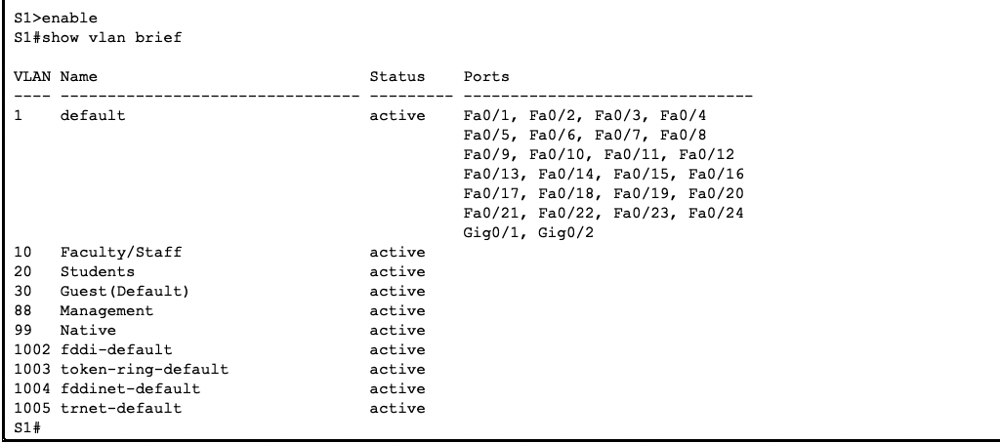 S1>enable
S1#show vlan brief
VLAN Name                             Status    Ports
---- -------------------------------- --------- -------------------------------
1    default                          active    Fa0/1, Fa0/2, Fa0/3, Fa0/4
                                                Fa0/5, Fa0/6, Fa0/7, Fa0/8
                                                Fa0/9, Fa0/10, Fa0/11, Fa0/12
                                                Fa0/13, Fa0/14, Fa0/15, Fa0/16
                                                Fa0/17, Fa0/18, Fa0/19, Fa0/20
                                                Fa0/21, Fa0/22, Fa0/23, Fa0/24
                                                Gig0/1, Gig0/2
10   Faculty/Staff                    active
20   Students                         active
30   Guest(Default)                   active
88   Management                       active
99   Native                           active
1002 fddi-default                     active
1003 token-ring-default               active
1004 fddinet-default                  active
1005 trnet-default                    active
S1#